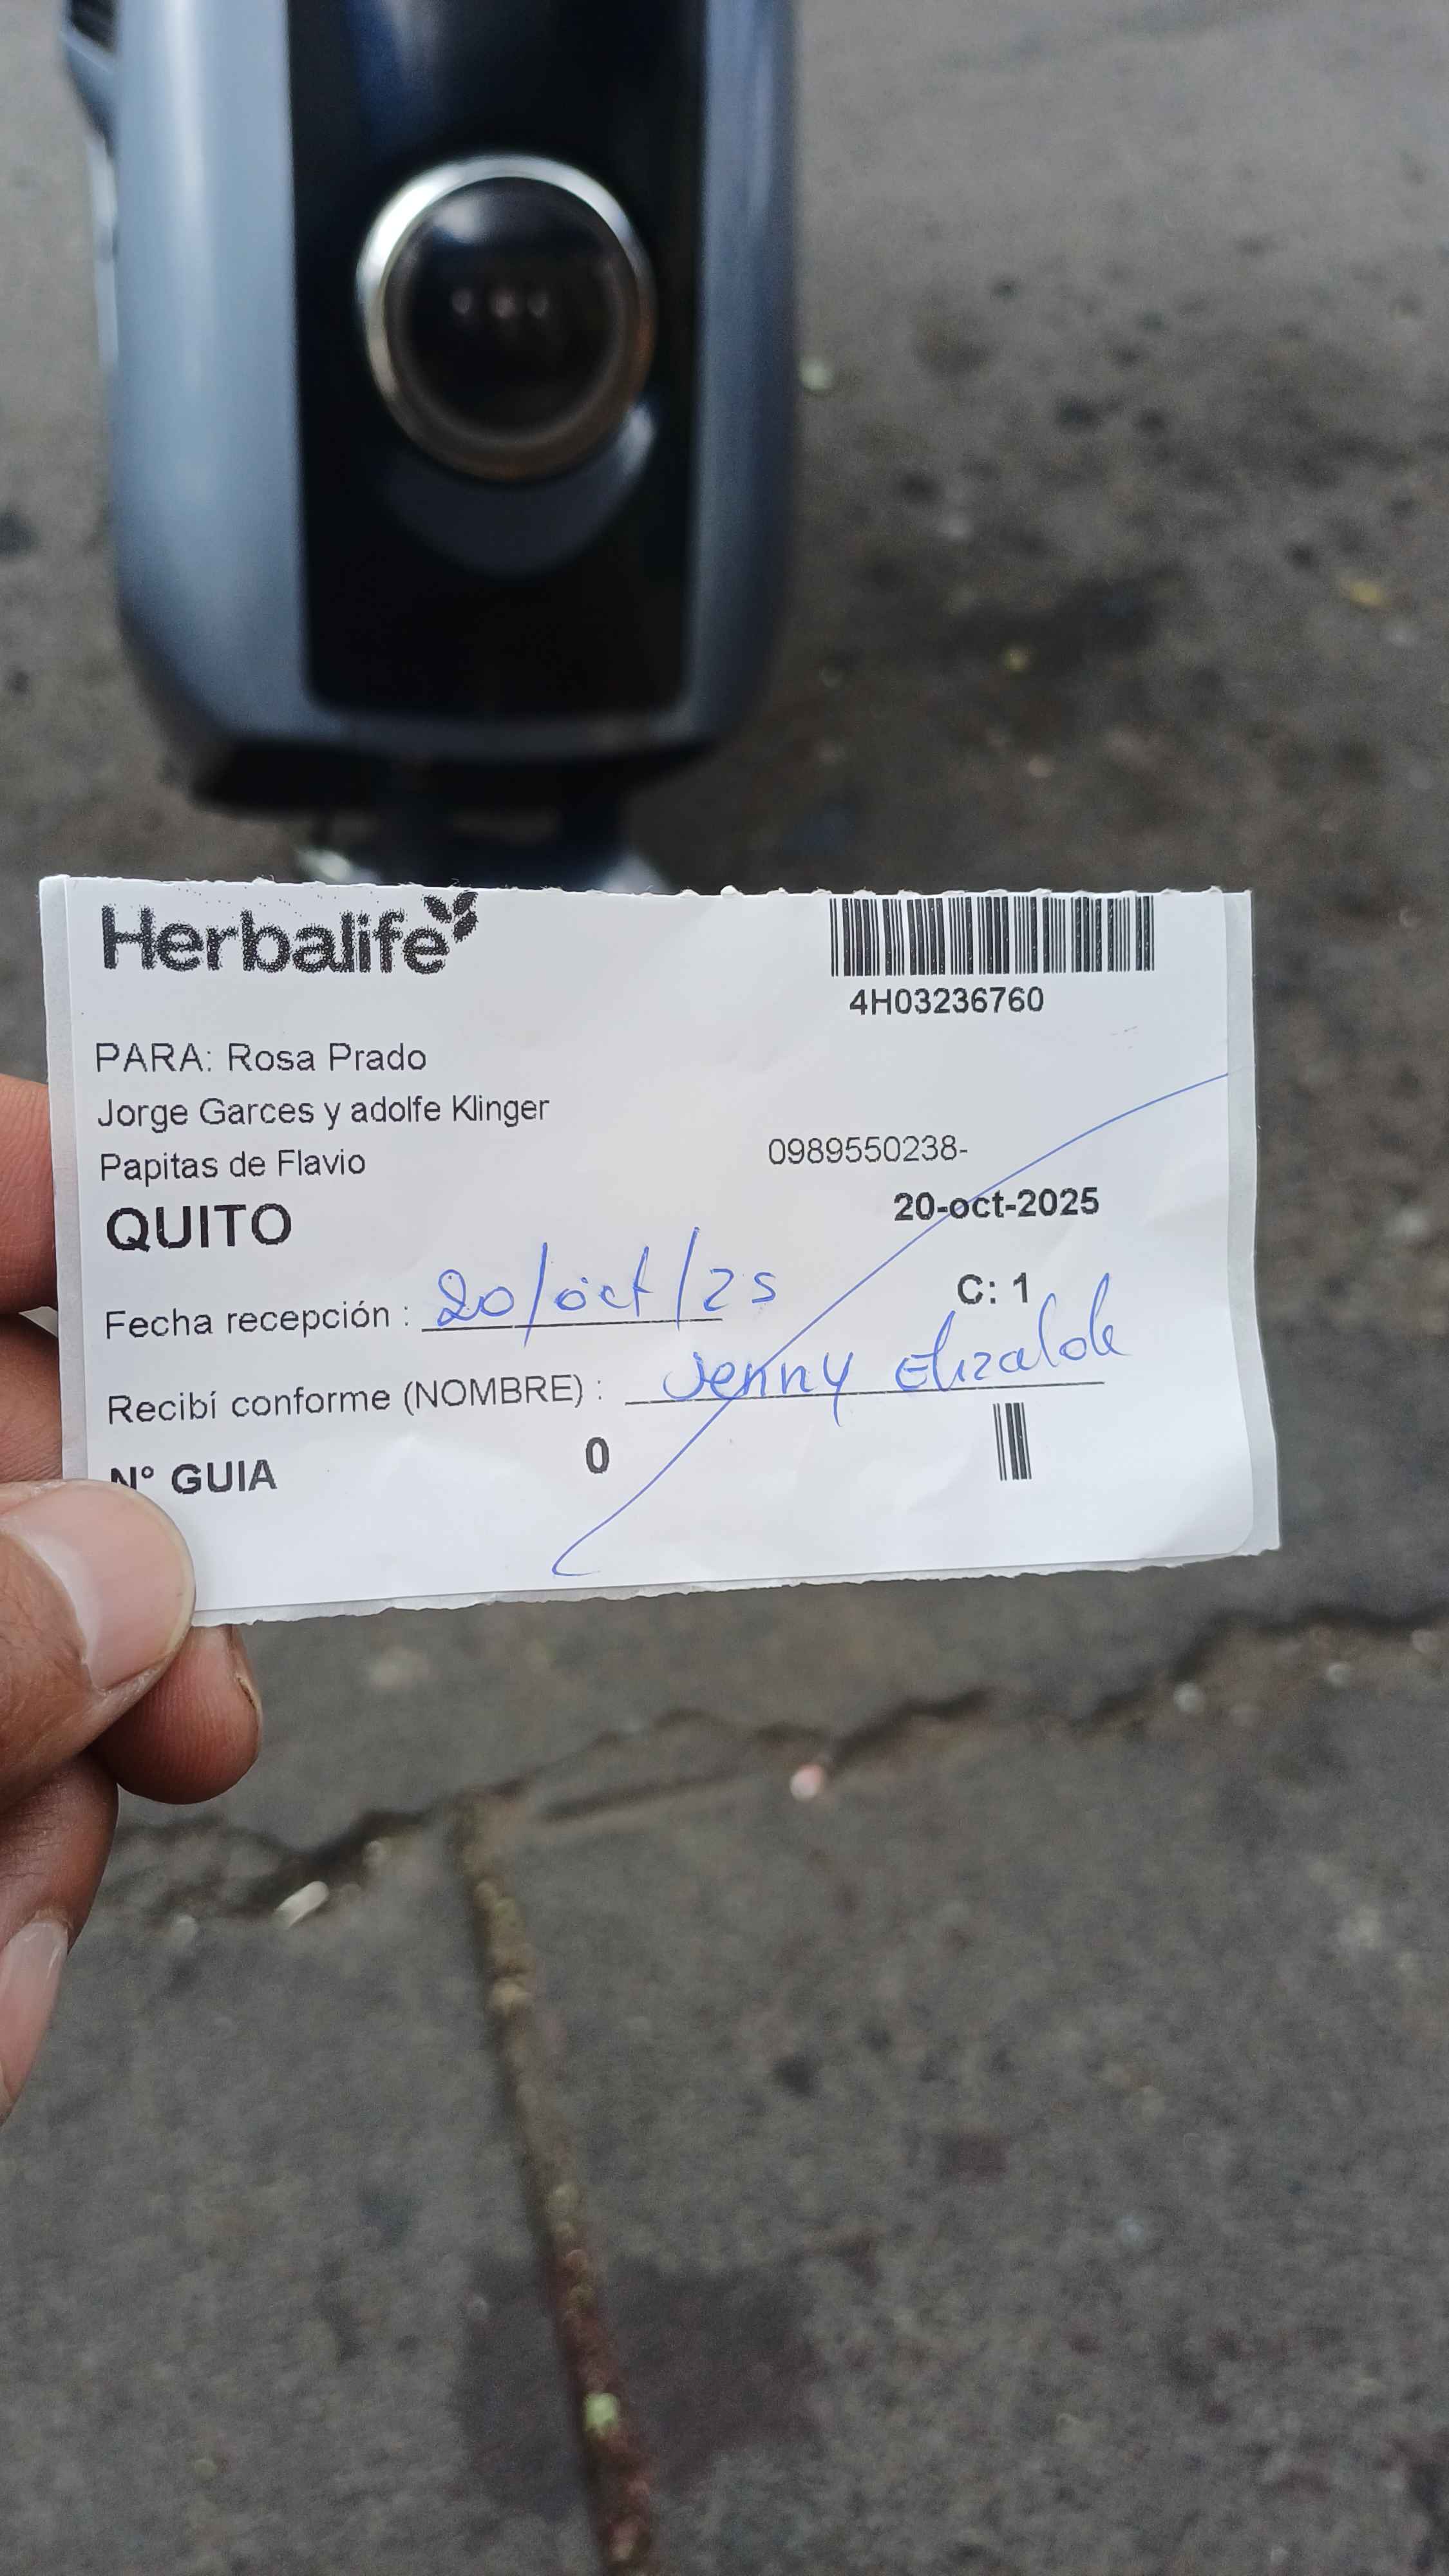 Herbalife
4H03236760
PARA: Rosa Prado
Jorge Garces y adolfe Klinger
Papitas de Flavio
0989550238-
QUITO
20-oct-2025
Fecha recepción : 20/oct/25
C: 1
Recibí conforme (NOMBRE) : Jenny Elizalde
N° GUIA 0